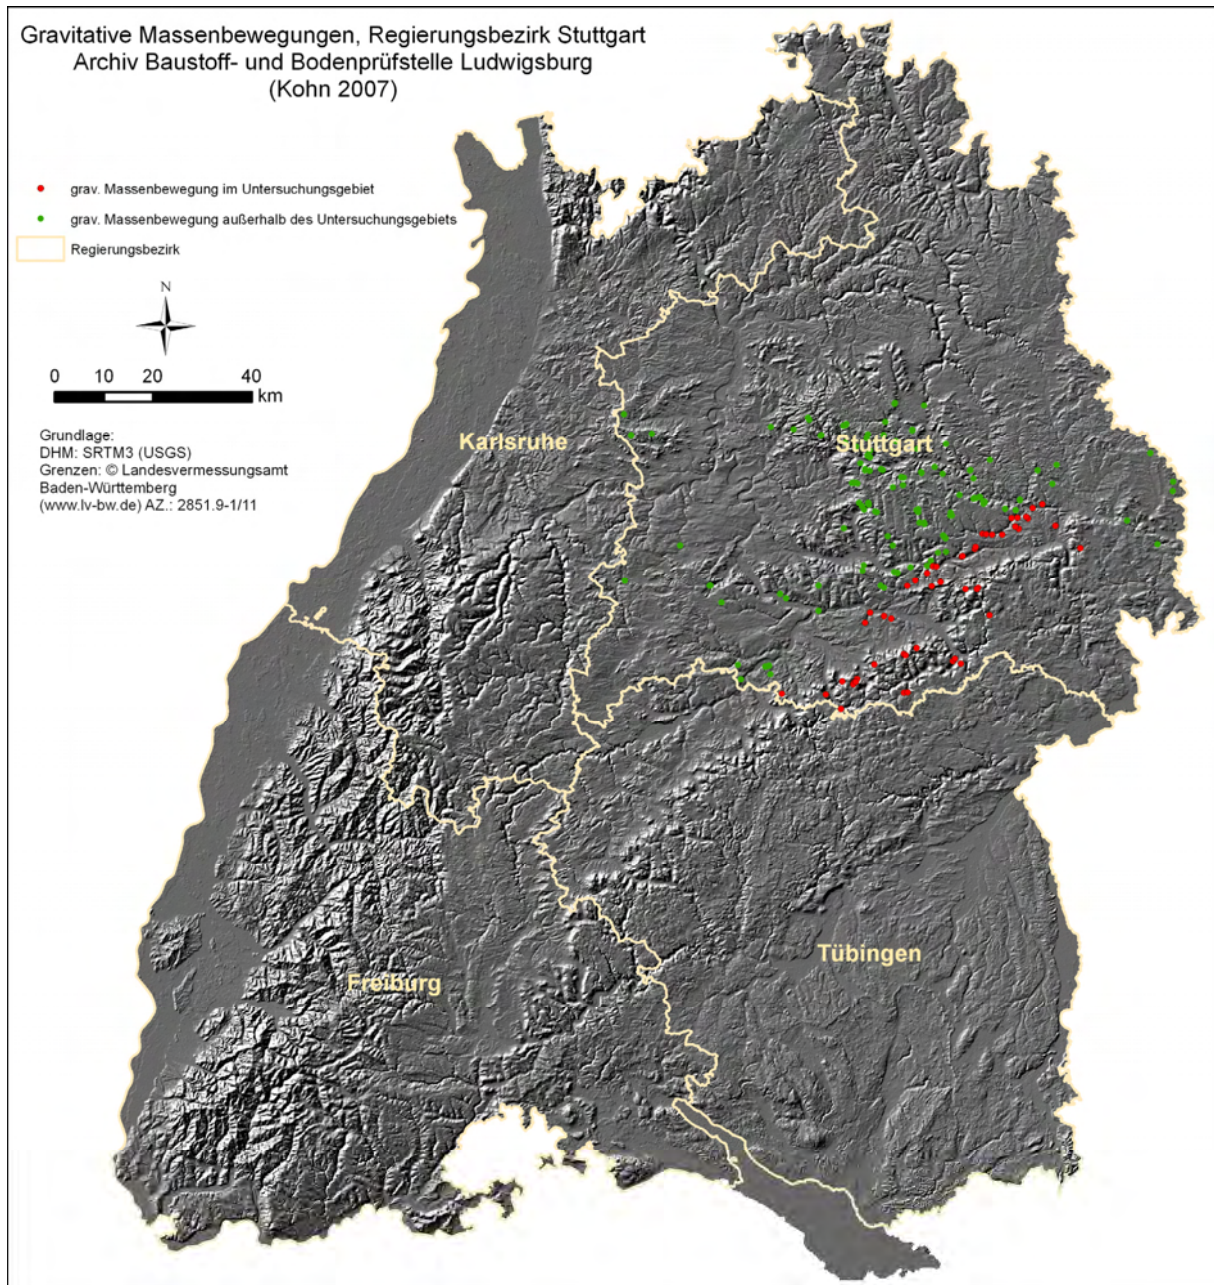 Gravitative Massenbewegungen, Regierungsbezirk Stuttgart
Archiv Baustoff- und Bodenprüfstelle Ludwigsburg
(Kohn 2007)
grav. Massenbewegung im Untersuchungsgebiet
grav. Massenbewegung außerhalb des Untersuchungsgebiets
Regierungsbezirk
N
0 10 20 40
km
Grundlage:
DHM: SRTM3 (USGS)
Grenzen: © Landesvermessungsamt
Baden-Württemberg
(www.lv-bw.de) AZ.: 2851.9-1/11
Karlsruhe
Stuttgart
Tübingen
Freiburg